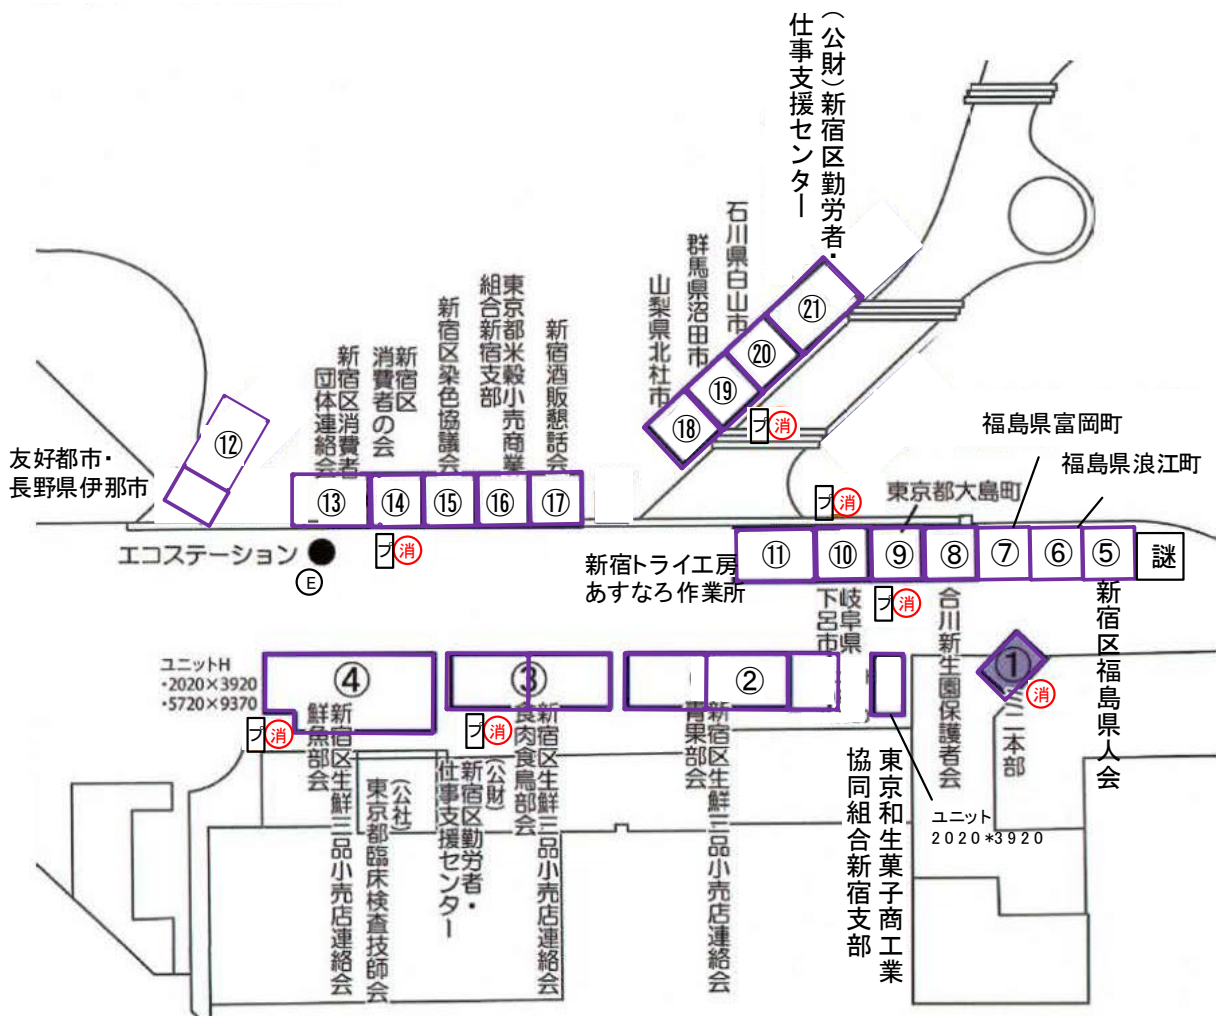 (公財)新宿区勤労者・
仕事支援センター
石川県白山市
群馬県沼田市
山梨県北杜市
㉑
⑳
⑲
⑱
プ
消
新宿酒販懇話会
東京都米穀小売商業
組合新宿支部
新宿区染色協議会
新宿区
消費者の会
新宿区消費者
団体連絡会
⑫
友好都市・
長野県伊那市
⑬
⑭
⑮
⑯
⑰
エコステーション
E
プ
消
福島県富岡町
福島県浪江町
東京都大島町
プ
消
新宿トライ工房
あすなろ作業所
⑪
⑩
⑨
⑧
⑦
⑥
⑤
謎
プ
消
岐阜県
下呂市
合川新生園保護者会
新宿区福島県人会
①
消
ミニ本部
ユニットH
・2020×3920
・5720×9370
④
③
②
プ
消
プ
消
新宿区生鮮三品小売店連絡会
鮮魚部会
(公社)
東京都臨床検査技師会
(公財)
新宿区勤労者・
仕事支援センター
新宿区生鮮三品小売店連絡会
食肉食鳥部会
新宿区生鮮三品小売店連絡会
青果部会
東京和生菓子商工業
協同組合新宿支部
ユニット
2020*3920